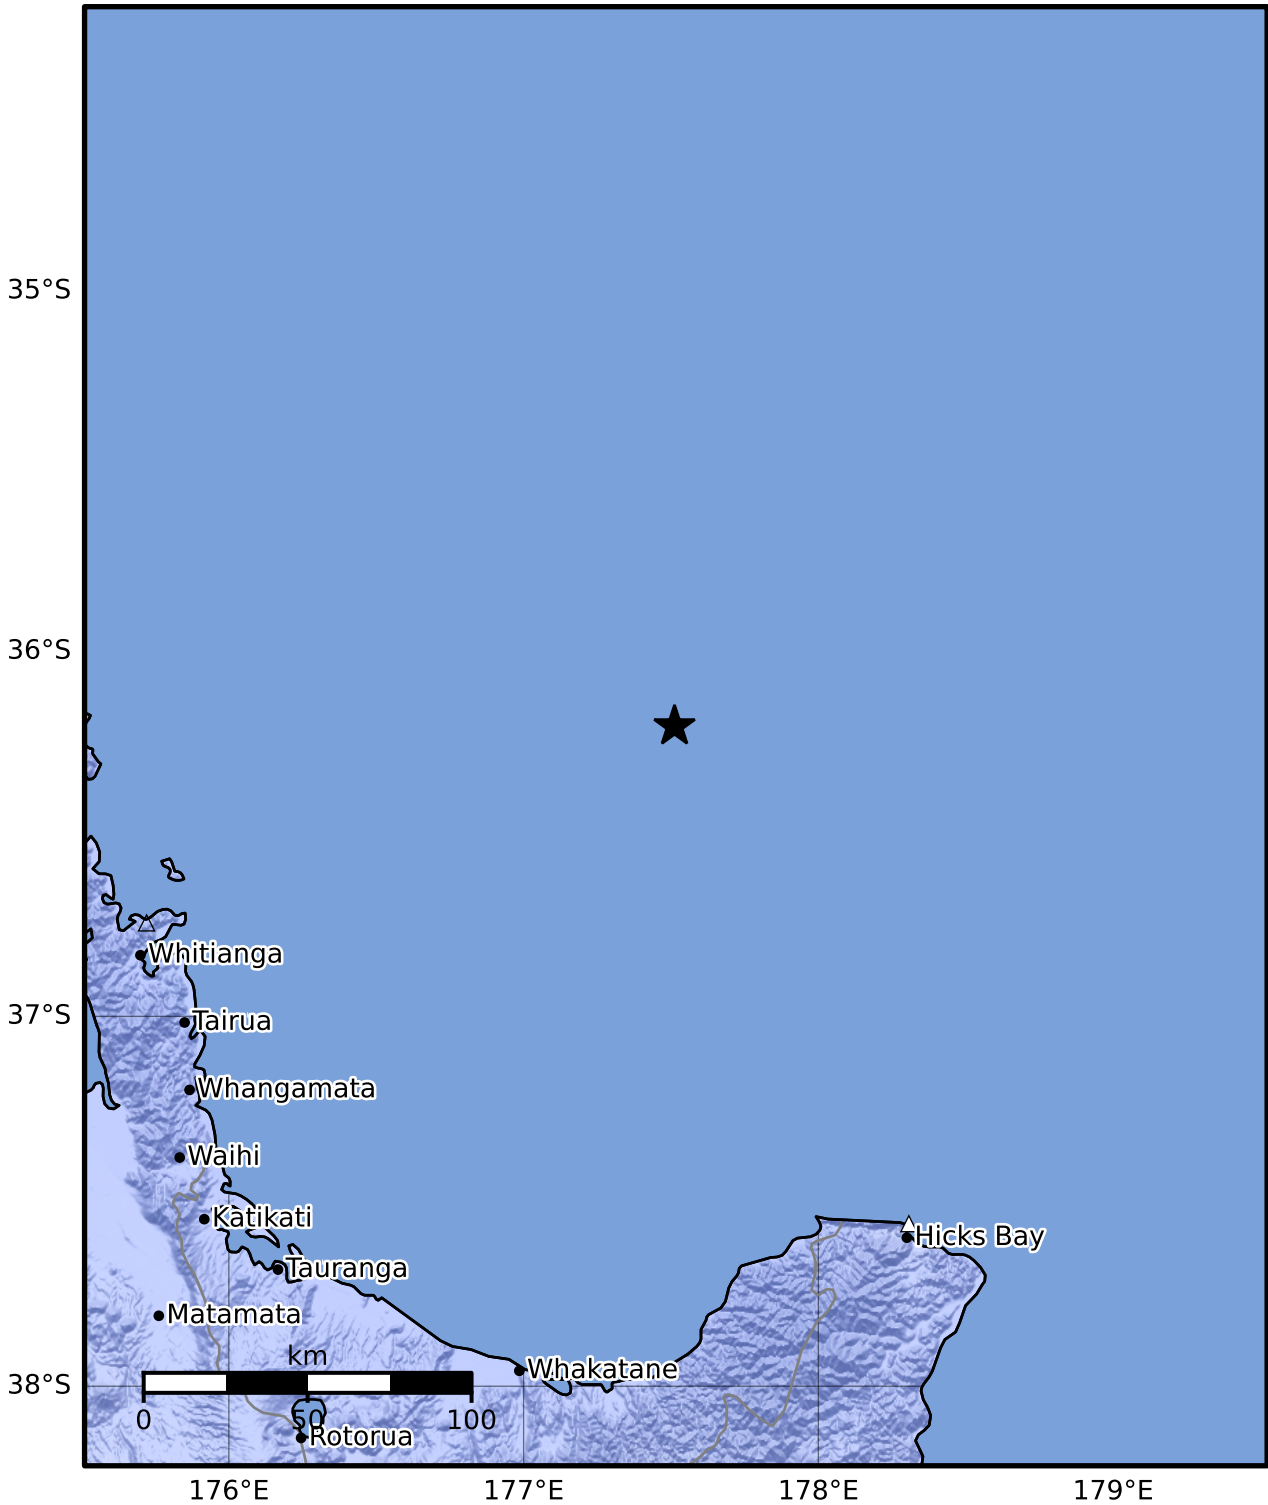 35°S
36°S
37°S
38°S
Whitianga
Tairua
Whangamata
Waihi
Katikati
Hicks Bay
Tauranga
Matamata
km
Whakatane
0 50 100
Rotorua
176°E 177°E 178°E 179°E